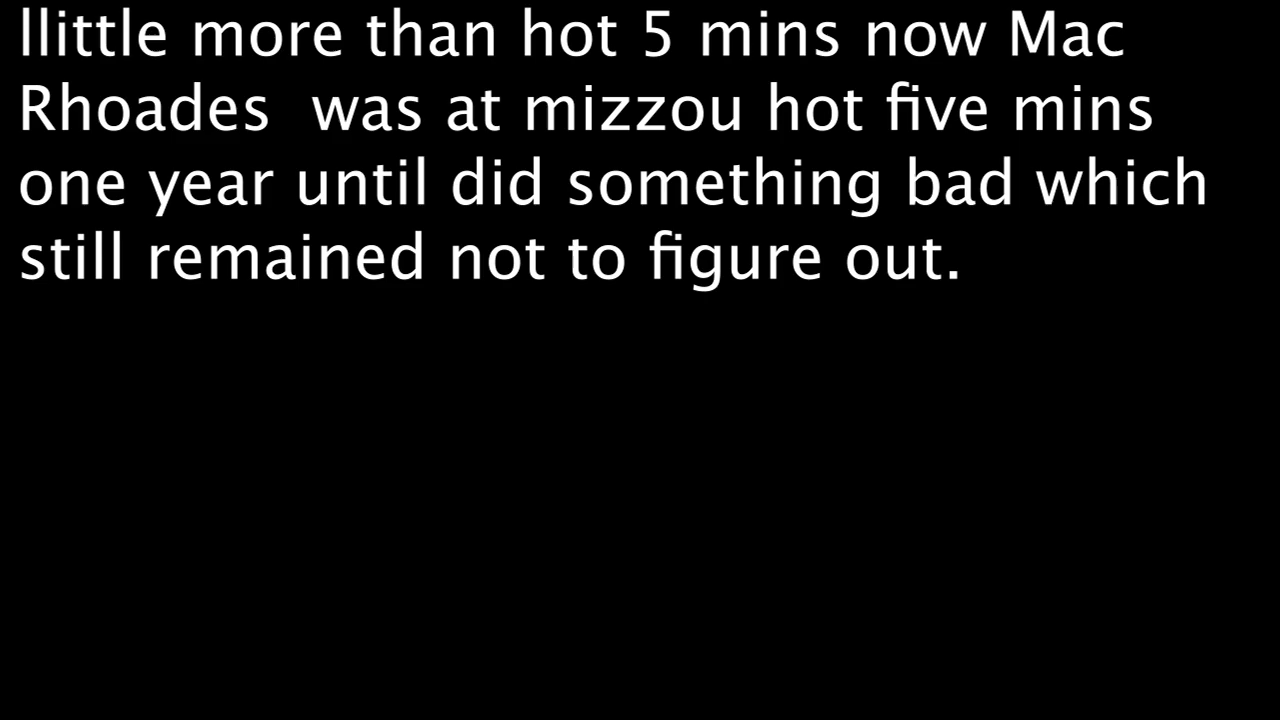 llittle more than hot 5 mins now Mac
Rhoades  was at mizzou hot five mins
one year until did something bad which
still remained not to figure out.